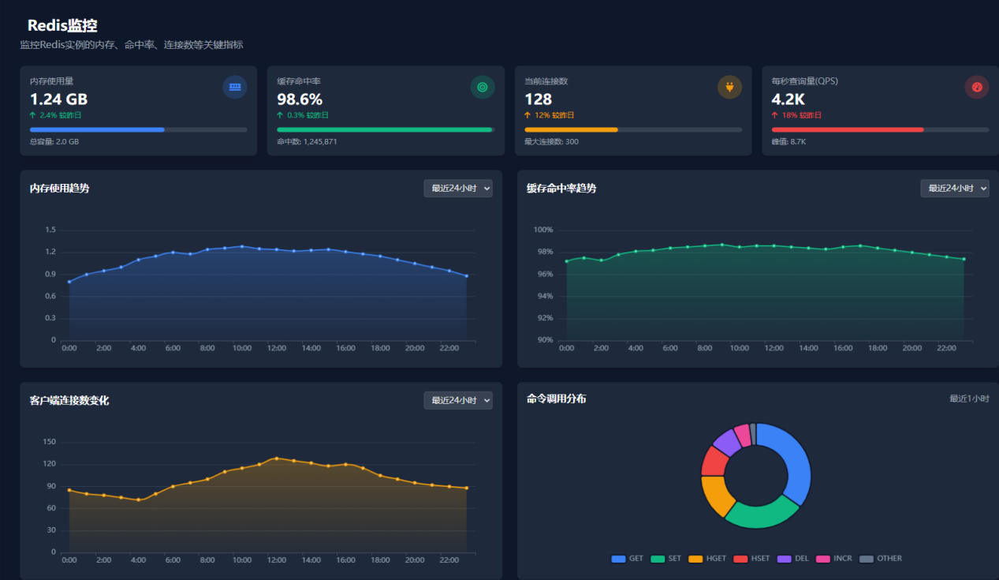 Redis监控
监控Redis实例的内存、命中率、连接数等关键指标
内存使用量
1.24 GB
↑ 2.4% 较昨日
总容量: 2.0 GB
缓存命中率
98.6%
↑ 0.3% 较昨日
命中数: 1,245,871
当前连接数
128
↑ 12% 较昨日
最大连接数: 300
每秒查询量(QPS)
4.2K
↑ 18% 较昨日
峰值: 8.7K
内存使用趋势
最近24小时
1.5
1.2
0.9
0.6
0.3
0
0:00 2:00 4:00 6:00 8:00 10:00 12:00 14:00 16:00 18:00 20:00 22:00
缓存命中率趋势
最近24小时
100%
98%
96%
94%
92%
90%
0:00 2:00 4:00 6:00 8:00 10:00 12:00 14:00 16:00 18:00 20:00 22:00
客户端连接数变化
最近24小时
150
120
90
60
30
0
0:00 2:00 4:00 6:00 8:00 10:00 12:00 14:00 16:00 18:00 20:00 22:00
命令调用分布
最近1小时
GET SET HGET HSET DEL INCR OTHER